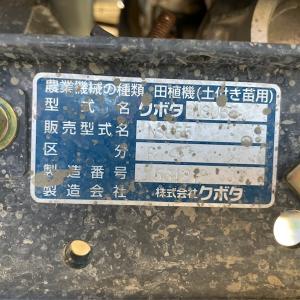 農業機械の種類 田植機(土付き苗用)
型式名 クボタ
販売型式名
区分
製造番号
製造会社 株式会社クボタ